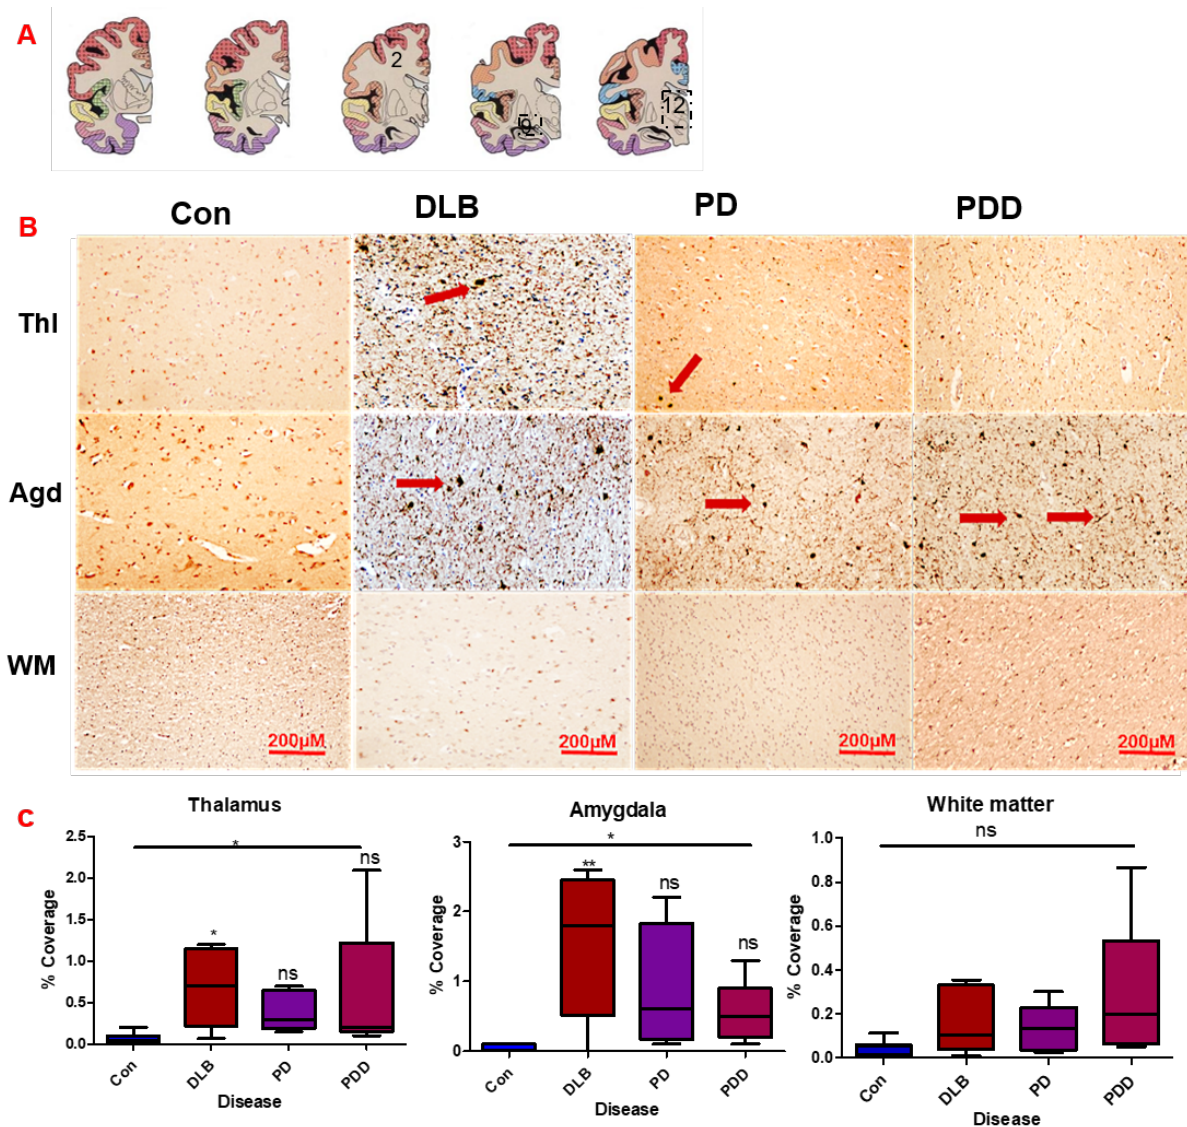 A
2
9
12
B
Con
DLB
PD
PDD
Thl
Agd
WM
200µM
200µM
200µM
200µM
C
Thalamus
% Coverage
2.5
2.0
1.5
1.0
0.5
0.0
*
*
ns
ns
Con
DLB
PD
PDD
Disease
Amygdala
% Coverage
3
2
1
0
*
**
ns
ns
Con
DLB
PD
PDD
Disease
White matter
% Coverage
1.0
0.8
0.6
0.4
0.2
0.0
ns
Con
DLB
PD
PDD
Disease